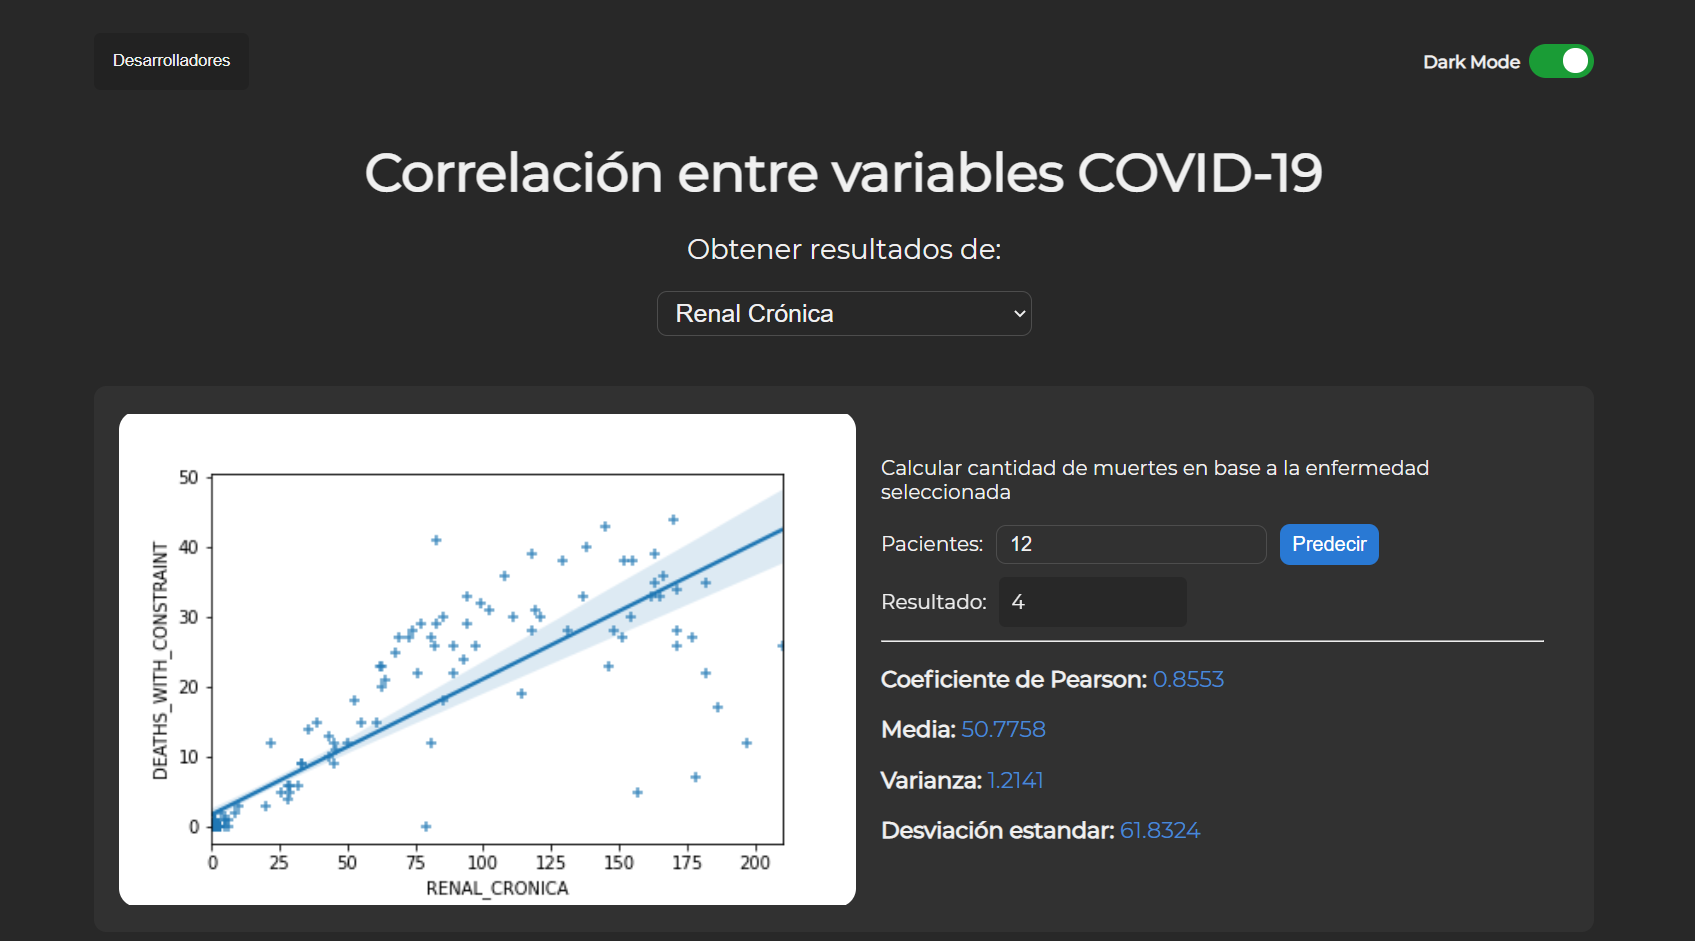 Desarrolladores
Dark Mode
Correlación entre variables COVID-19
Obtener resultados de:
Renal Crónica
50
40
30
20
10
0
DEATHS_WITH_CONSTRAINT
0 25 50 75 100 125 150 175 200
RENAL_CRONICA
Calcular cantidad de muertes en base a la enfermedad
seleccionada
Pacientes: 12 Predecir
Resultado: 4
Coeficiente de Pearson: 0.8553
Media: 50.7758
Varianza: 1.2141
Desviación estandar: 61.8324